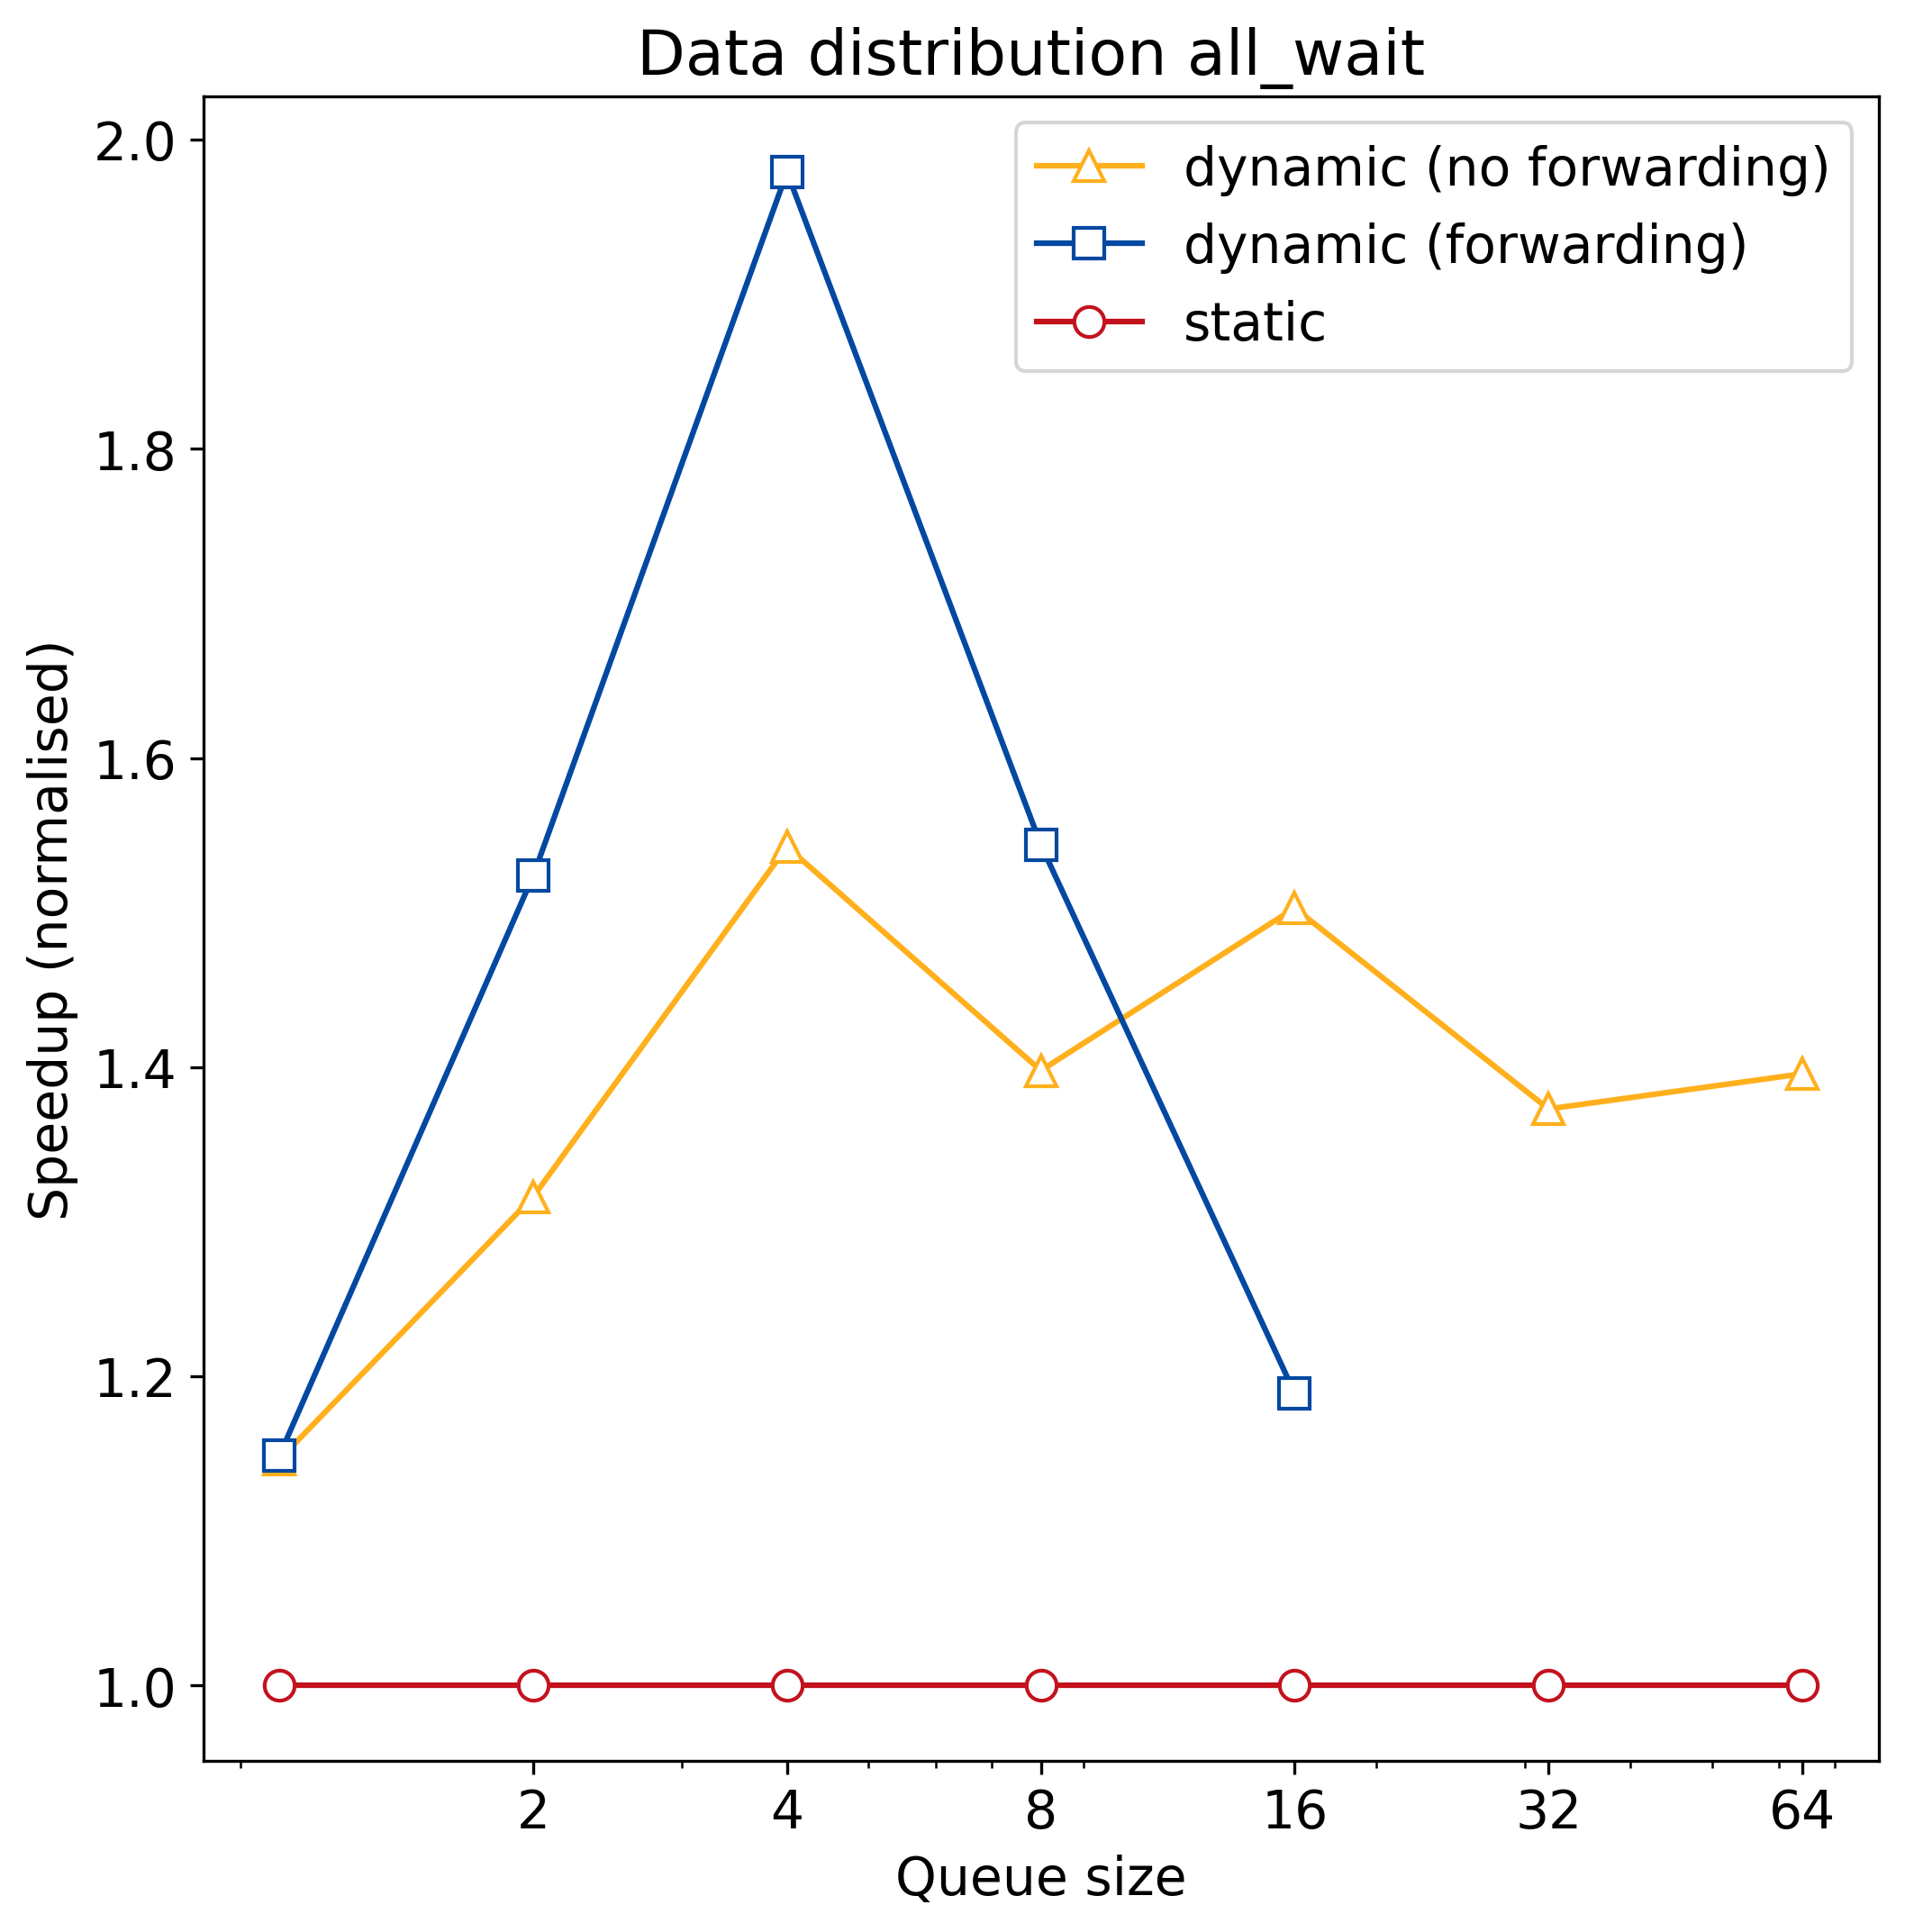 Data distribution all_wait
dynamic (no forwarding)
dynamic (forwarding)
static
Speedup (normalised)
2.0
1.8
1.6
1.4
1.2
1.0
2 4 8 16 32 64
Queue size